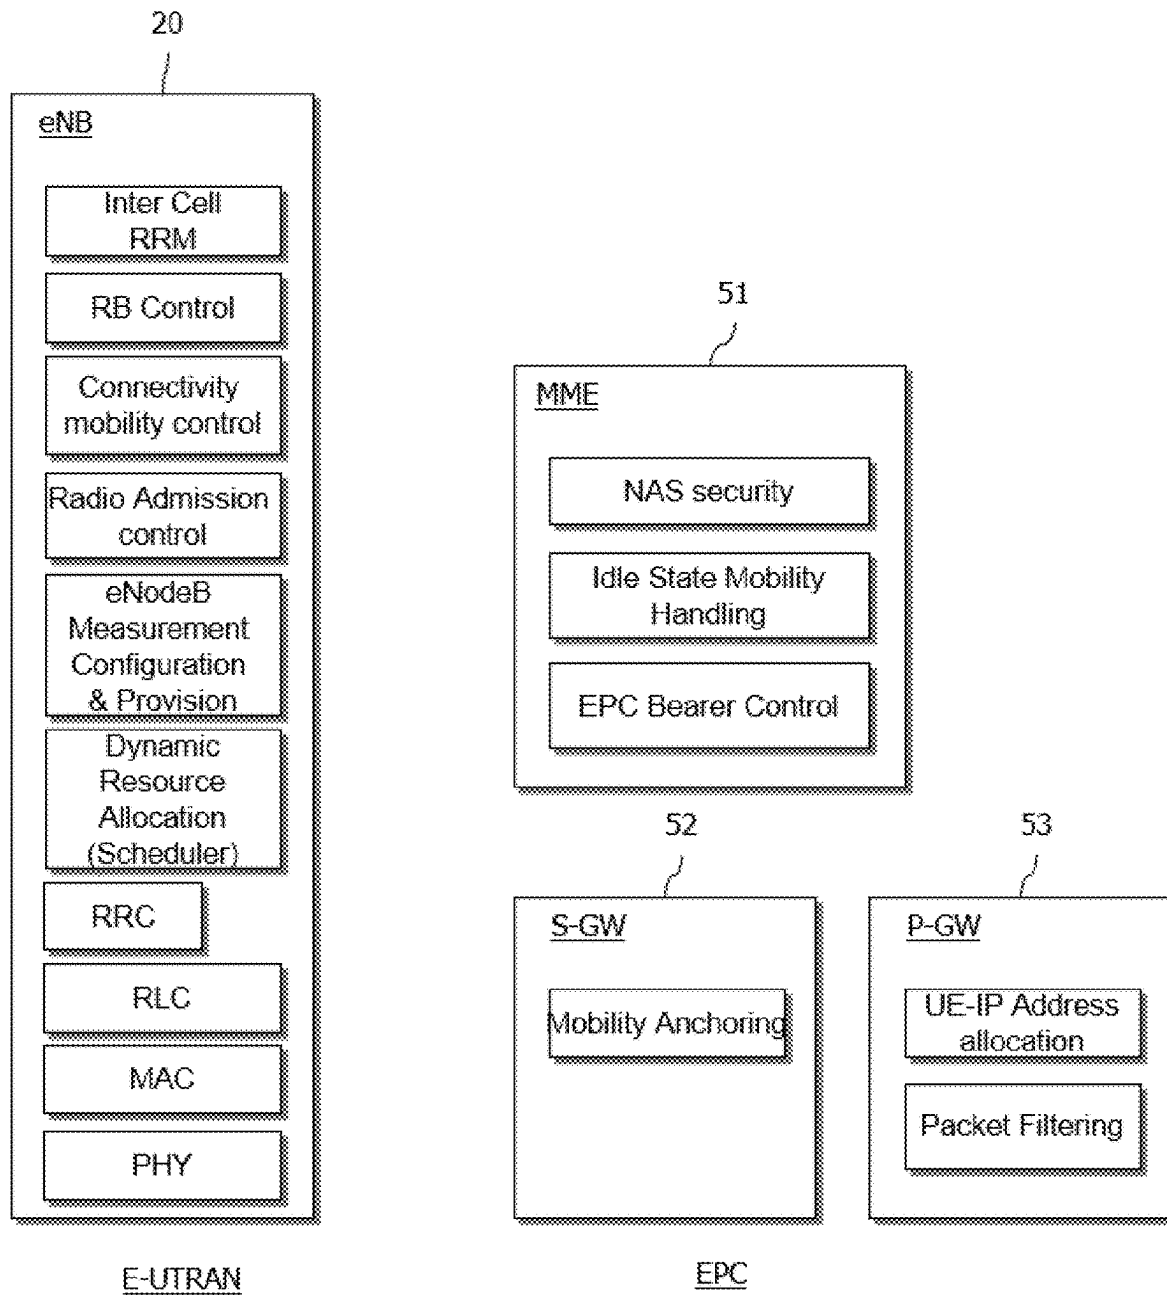 20
eNB
Inter Cell
RRM
RB Control
Connectivity
mobility control
Radio Admission
control
eNodeB
Measurement
Configuration
& Provision
Dynamic
Resource
Allocation
(Scheduler)
RRC
RLC
MAC
PHY
E-UTRAN
51
MME
NAS security
Idle State Mobility
Handling
EPC Bearer Control
52
S-GW
Mobility Anchoring
53
P-GW
UE-IP Address
allocation
Packet Filtering
EPC